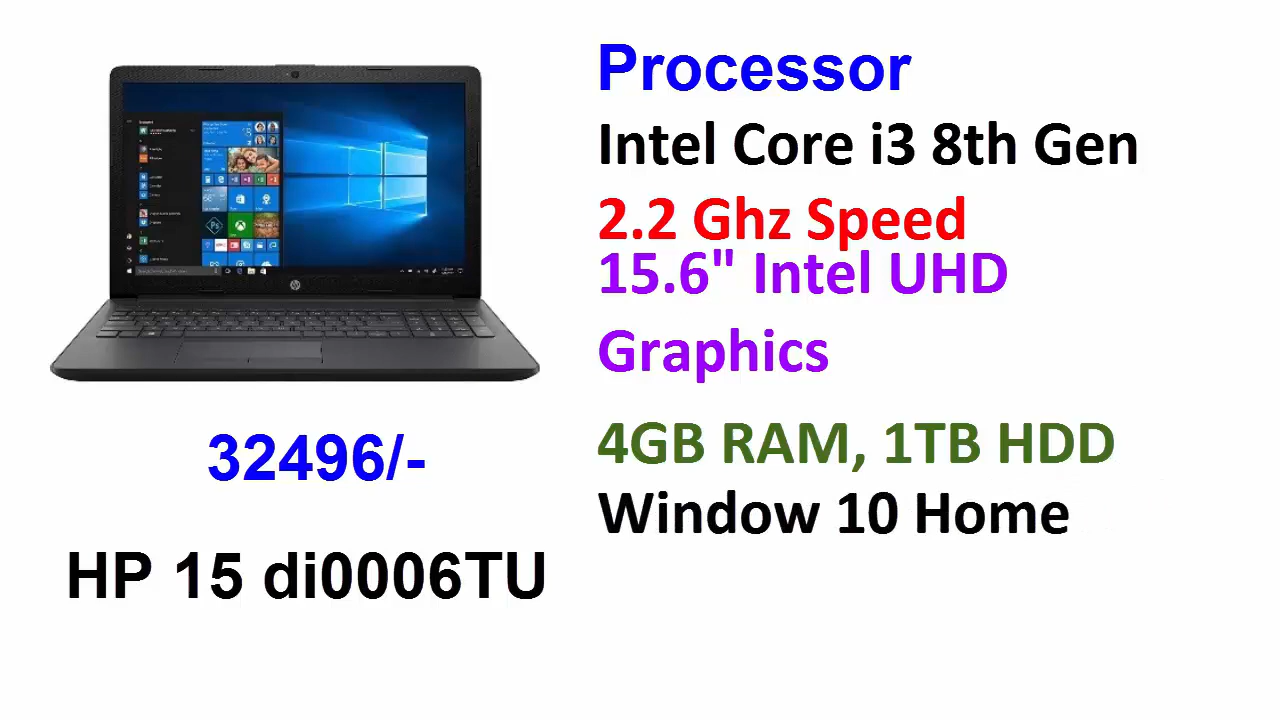 Processor
Intel Core i3 8th Gen
2.2 Ghz Speed
15.6" Intel UHD
Graphics
4GB RAM, 1TB HDD
Window 10 Home
32496/-
HP 15 di0006TU
hp